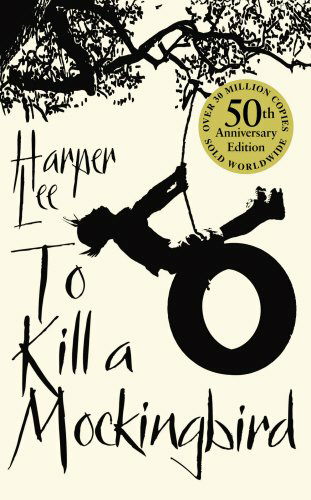 OVER 30 MILLION COPIES
50th
Anniversary
Edition
SOLD WORLDWIDE
Harper
Lee
To
Kill a
Mockingbird